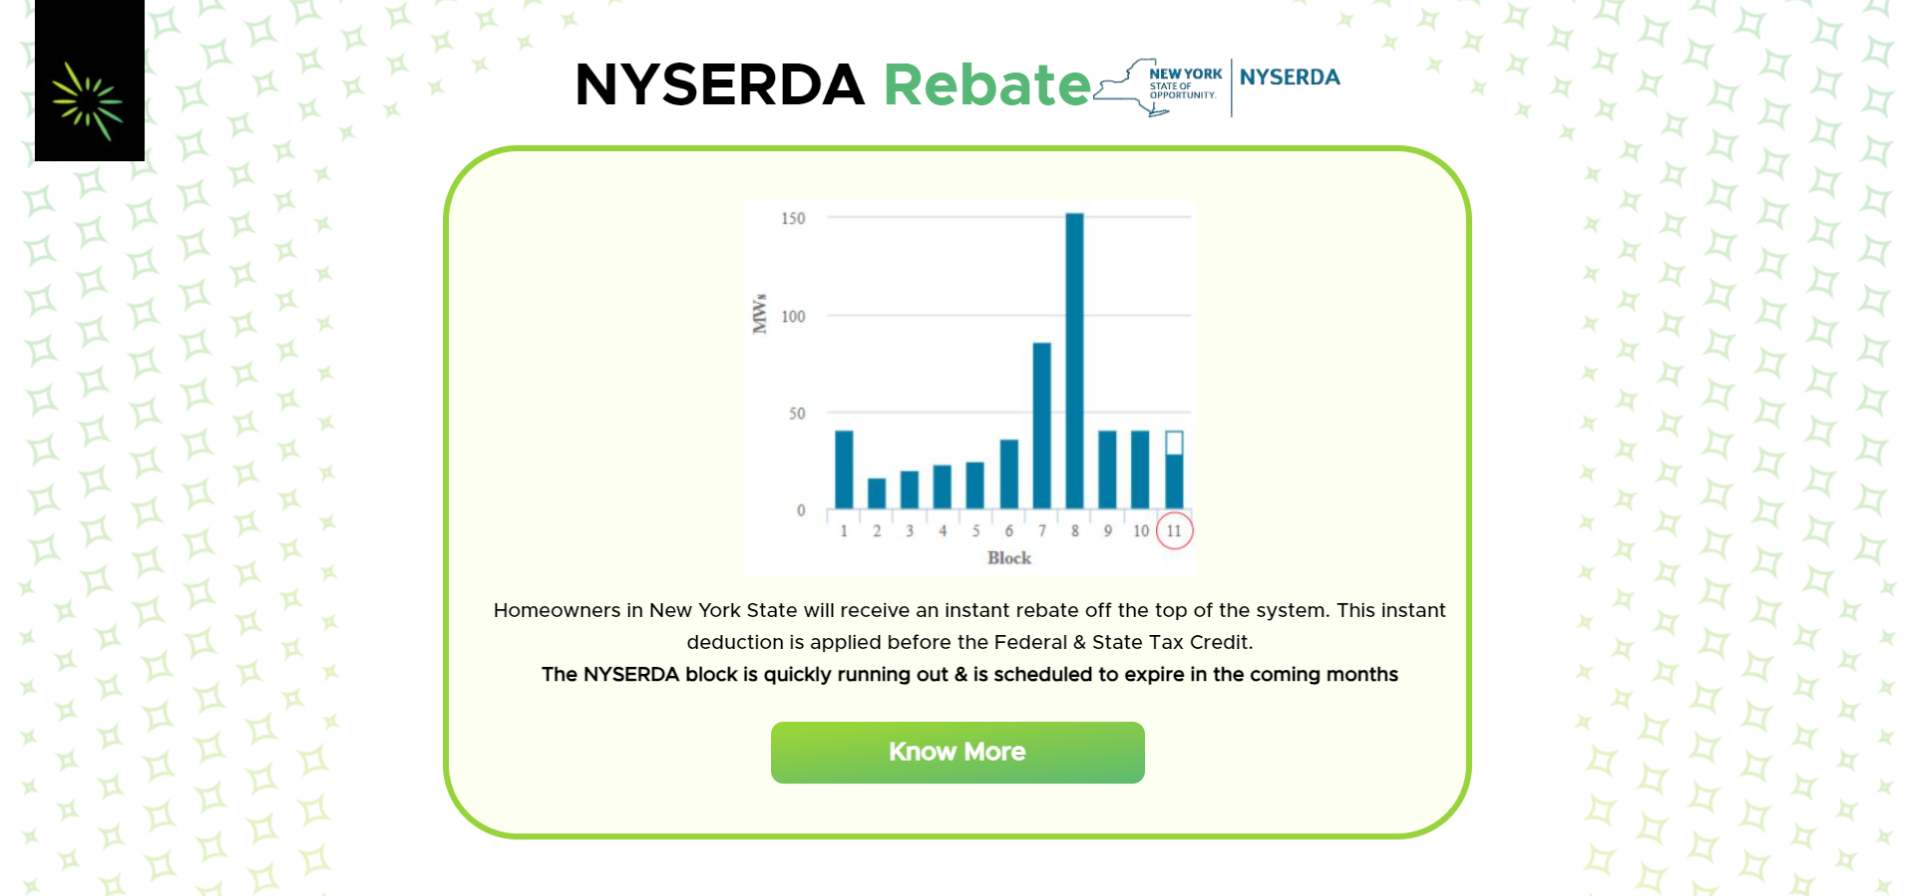 NYSERDA Rebate
NEW YORK
STATE OF
OPPORTUNITY.
NYSERDA
150
100
50
0
MWs
1 2 3 4 5 6 7 8 9 10 11
Block
Homeowners in New York State will receive an instant rebate off the top of the system. This instant
deduction is applied before the Federal & State Tax Credit.
The NYSERDA block is quickly running out & is scheduled to expire in the coming months
Know More